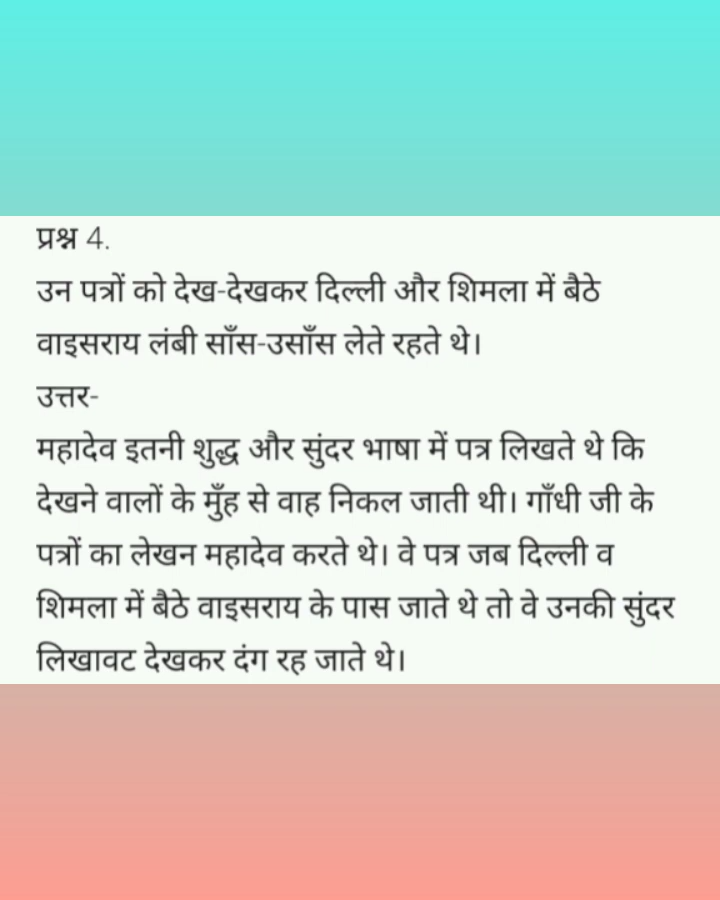 प्रश्न 4.
उन पत्रों को देख-देखकर दिल्ली और शिमला में बैठे
वाइसराय लंबी साँस-उसाँस लेते रहते थे।
उत्तर-
महादेव इतनी शुद्ध और सुंदर भाषा में पत्र लिखते थे कि
देखने वालों के मुँह से वाह निकल जाती थी। गाँधी जी के
पत्रों का लेखन महादेव करते थे। वे पत्र जब दिल्ली व
शिमला में बैठे वाइसराय के पास जाते थे तो वे उनकी सुंदर
लिखावट देखकर दंग रह जाते थे।